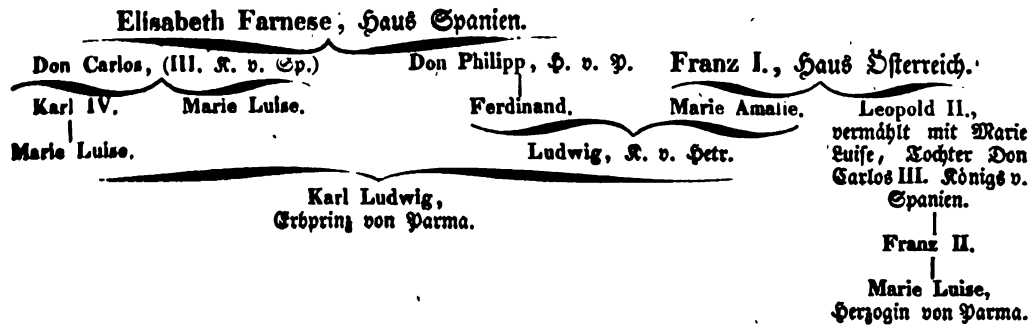 Elisabeth Farnese, Haus Spanien.
Don Carlos, (III. K. v. Sp.) Don Philipp, H. v. P. Franz I., Haus Österreich.
Karl IV. Marie Luise. Ferdinand. Marie Amalie. Leopold II.,
vermählt mit Marie
Marie Luise. Ludwig, K. v. Hetr. Luise, Tochter Don
Carlos III. Königs v.
Karl Ludwig, Spanien.
Erbprinz von Parma.
Franz II.
Marie Luise,
Herzogin von Parma.